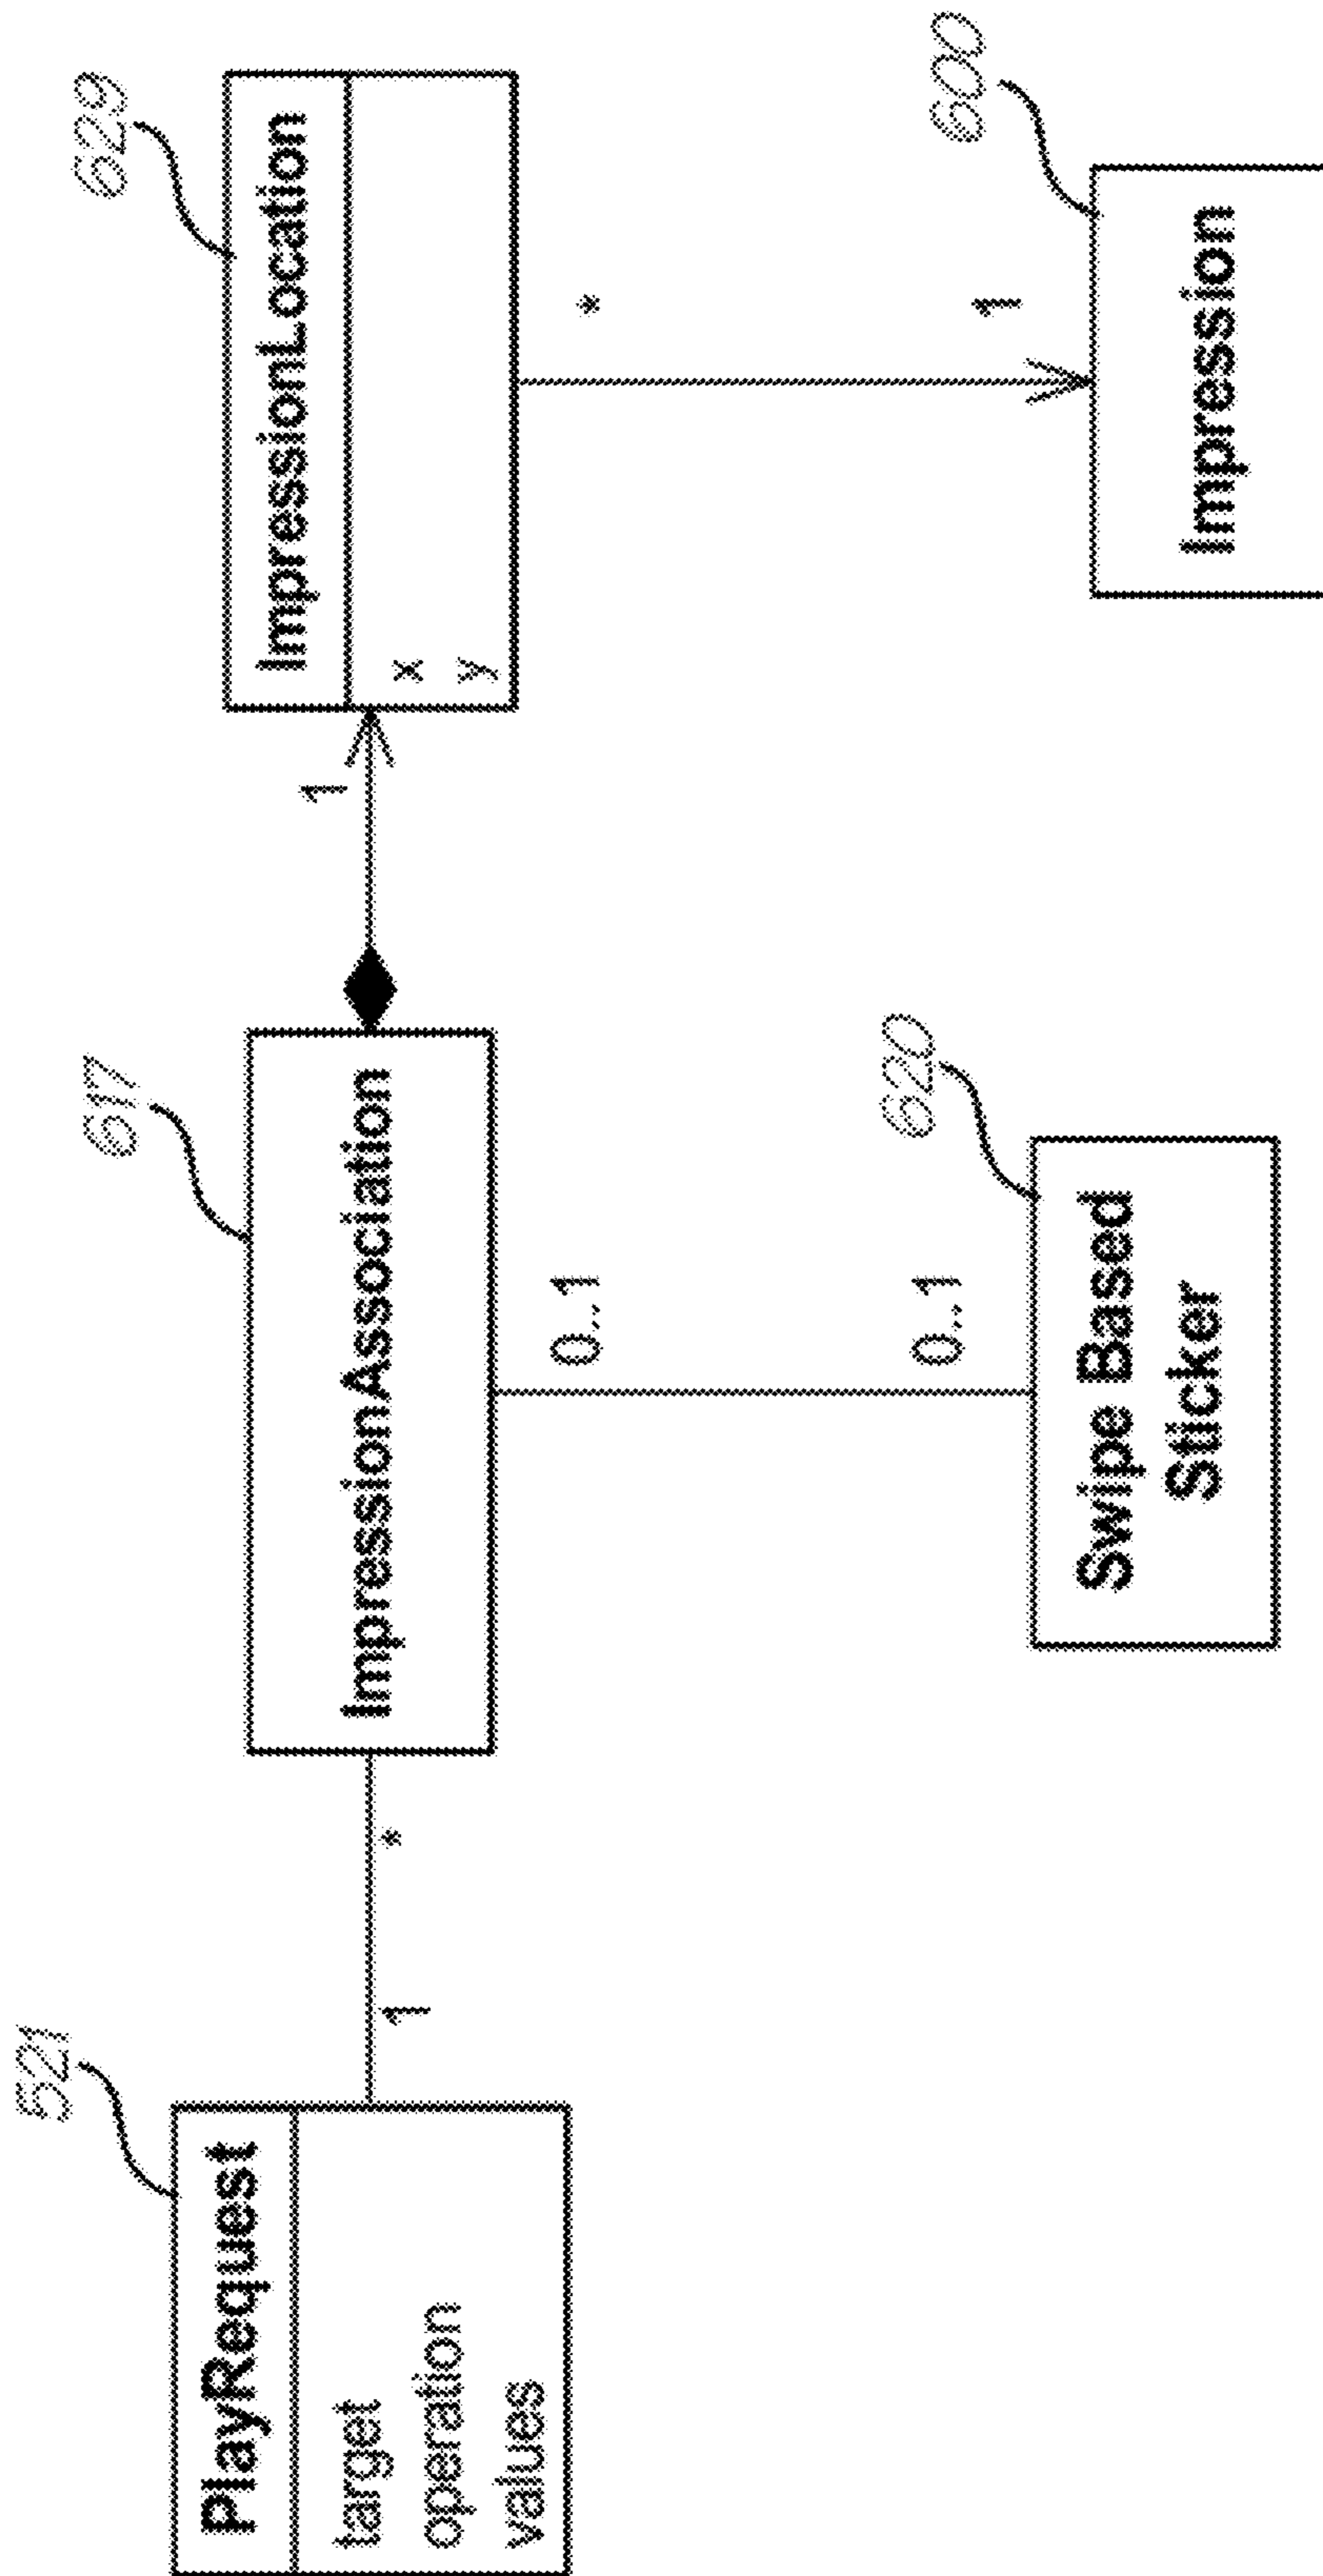 521
PlayRequest
target
operation
values
1
*
617
ImpressionAssociation
0..1
0..1
620
Swipe Based
Sticker
1
629
ImpressionLocation
x
y
*
1
600
Impression